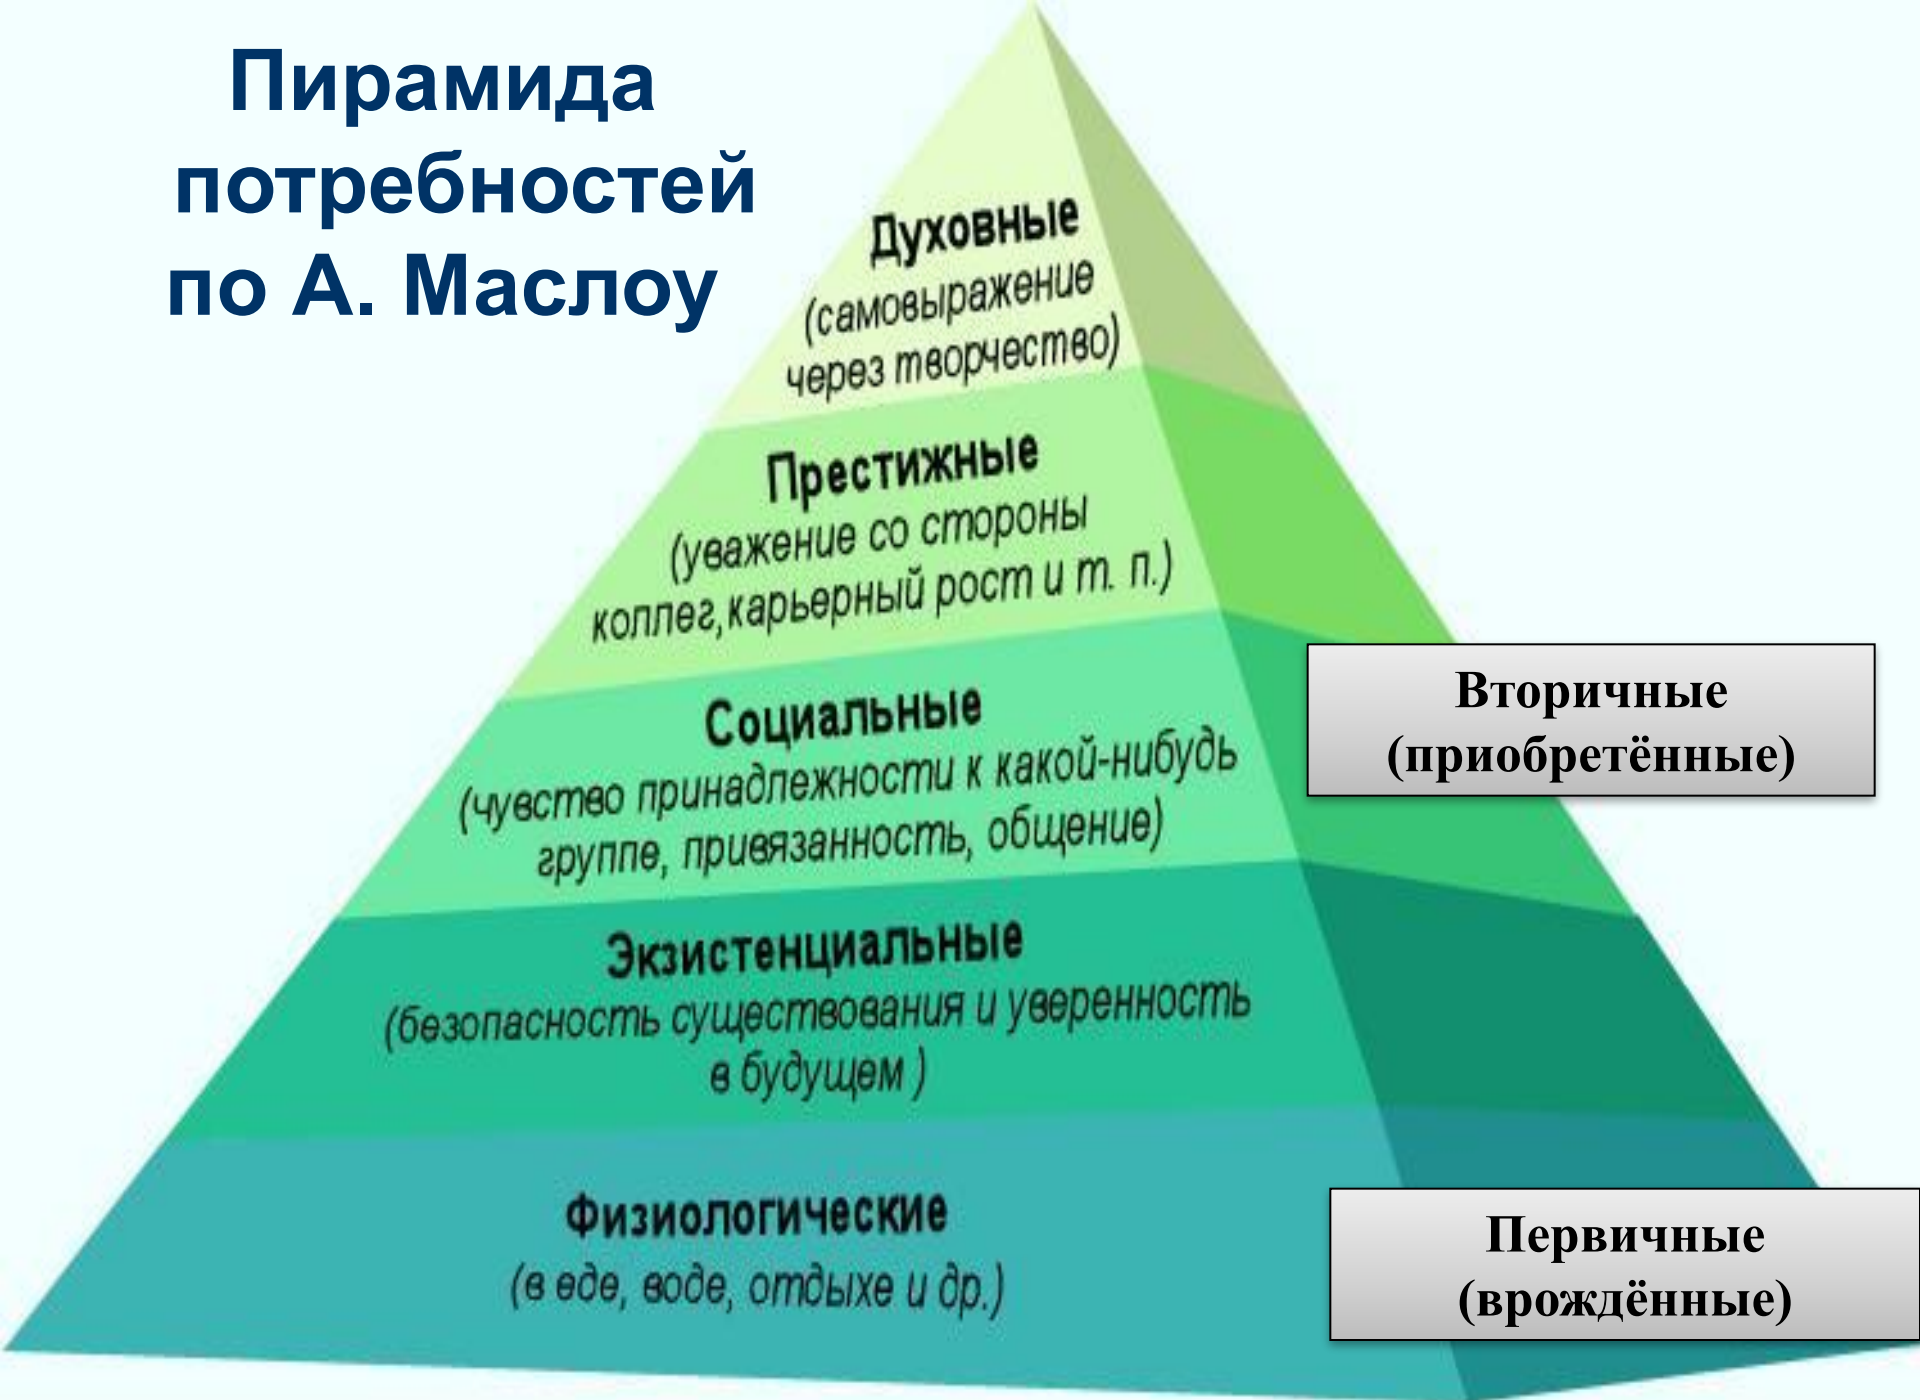 Пирамида
потребностей
по А. Маслоу
Духовные
(самовыражение
через творчество)
Престижные
(уважение со стороны
коллег,карьерный рост и т. п.)
Социальные
(чувство принадлежности к какой-нибудь
группе, привязанность, общение)
Вторичные
(приобретённые)
Экзистенциальные
(безопасность существования и уверенность
в будущем )
Физиологические
(в еде, воде, отдыхе и др.)
Первичные
(врождённые)